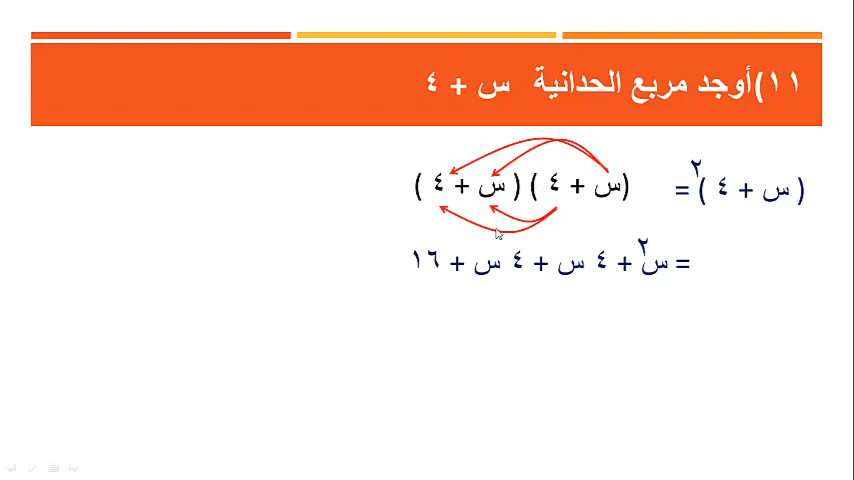 ١١)أوجد مربع الحدانية س + ٤
( س + ٤ )٢ = (س + ٤ ) ( س + ٤ )
= س٢ + ٤ س + ٤ س + ١٦